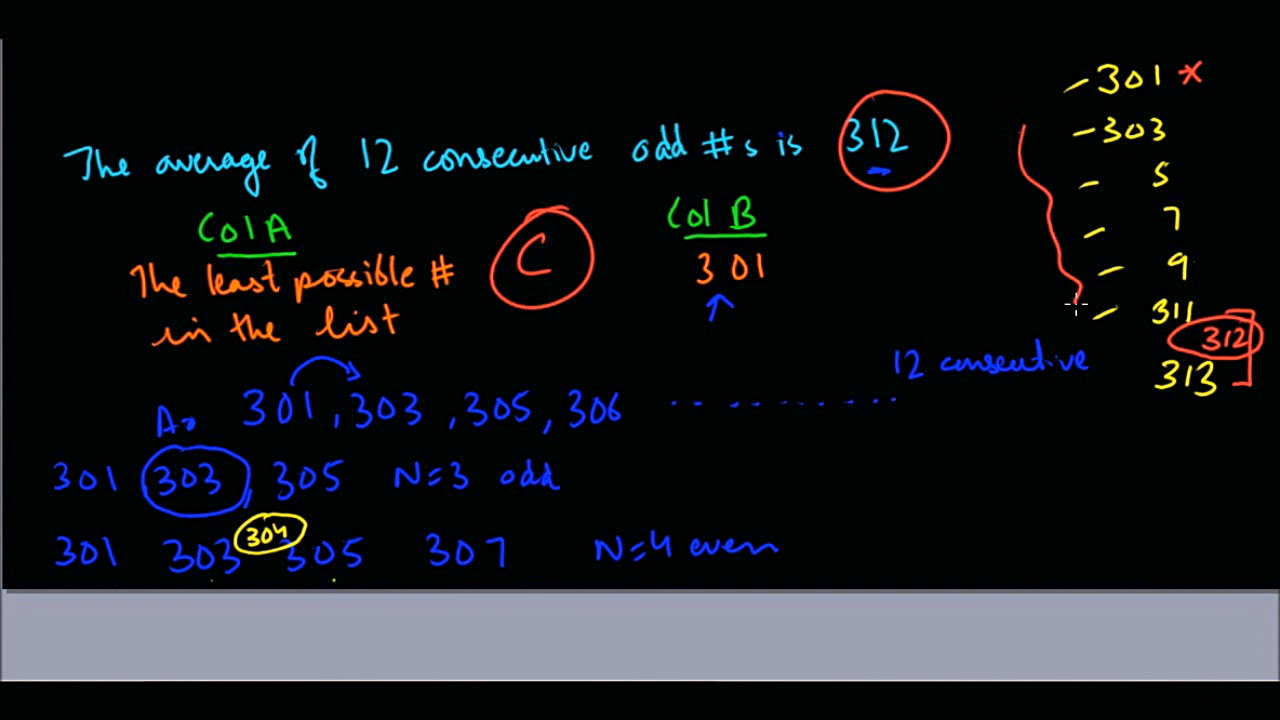 The average of 12 consecutive odd #s is 312
Col A
Col B
The least possible #
in the list
C
301
A→ 301, 303, 305, 306 ............
12 consecutive
301 303, 305 N=3 odd
301 303 304 305 307 N=4 even
- 301 *
- 303
- 5
- 7
- 9
- 311
312
313